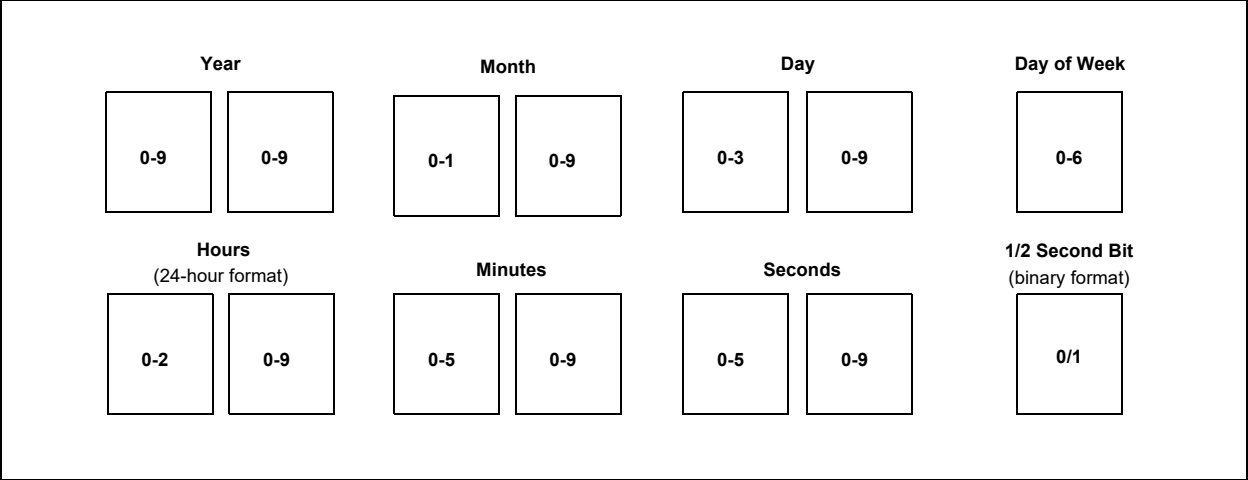 Year
Month
Day
Day of Week
0-9
0-9
0-1
0-9
0-3
0-9
0-6
Hours
(24-hour format)
Minutes
Seconds
1/2 Second Bit
(binary format)
0-2
0-9
0-5
0-9
0-5
0-9
0/1